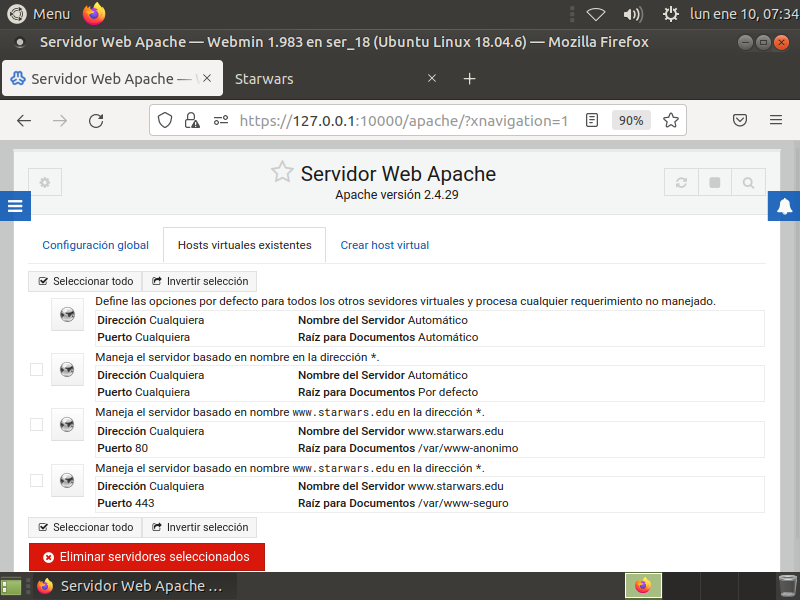 Menu
lun ene 10, 07:34
Servidor Web Apache — Webmin 1.983 en ser_18 (Ubuntu Linux 18.04.6) — Mozilla Firefox
Servidor Web Apache —
Starwars
https://127.0.0.1:10000/apache/?xnavigation=1
90%
Servidor Web Apache
Apache versión 2.4.29
Configuración global
Hosts virtuales existentes
Crear host virtual
Seleccionar todo
Invertir selección
Define las opciones por defecto para todos los otros sevidores virtuales y procesa cualquier requerimiento no manejado.
Dirección Cualquiera Nombre del Servidor Automático
Puerto Cualquiera Raíz para Documentos Automático
Maneja el servidor basado en nombre en la dirección *.
Dirección Cualquiera Nombre del Servidor Automático
Puerto Cualquiera Raíz para Documentos Por defecto
Maneja el servidor basado en nombre www.starwars.edu en la dirección *.
Dirección Cualquiera Nombre del Servidor www.starwars.edu
Puerto 80 Raíz para Documentos /var/www-anonimo
Maneja el servidor basado en nombre www.starwars.edu en la dirección *.
Dirección Cualquiera Nombre del Servidor www.starwars.edu
Puerto 443 Raíz para Documentos /var/www-seguro
Seleccionar todo
Invertir selección
Eliminar servidores seleccionados
Servidor Web Apache ...